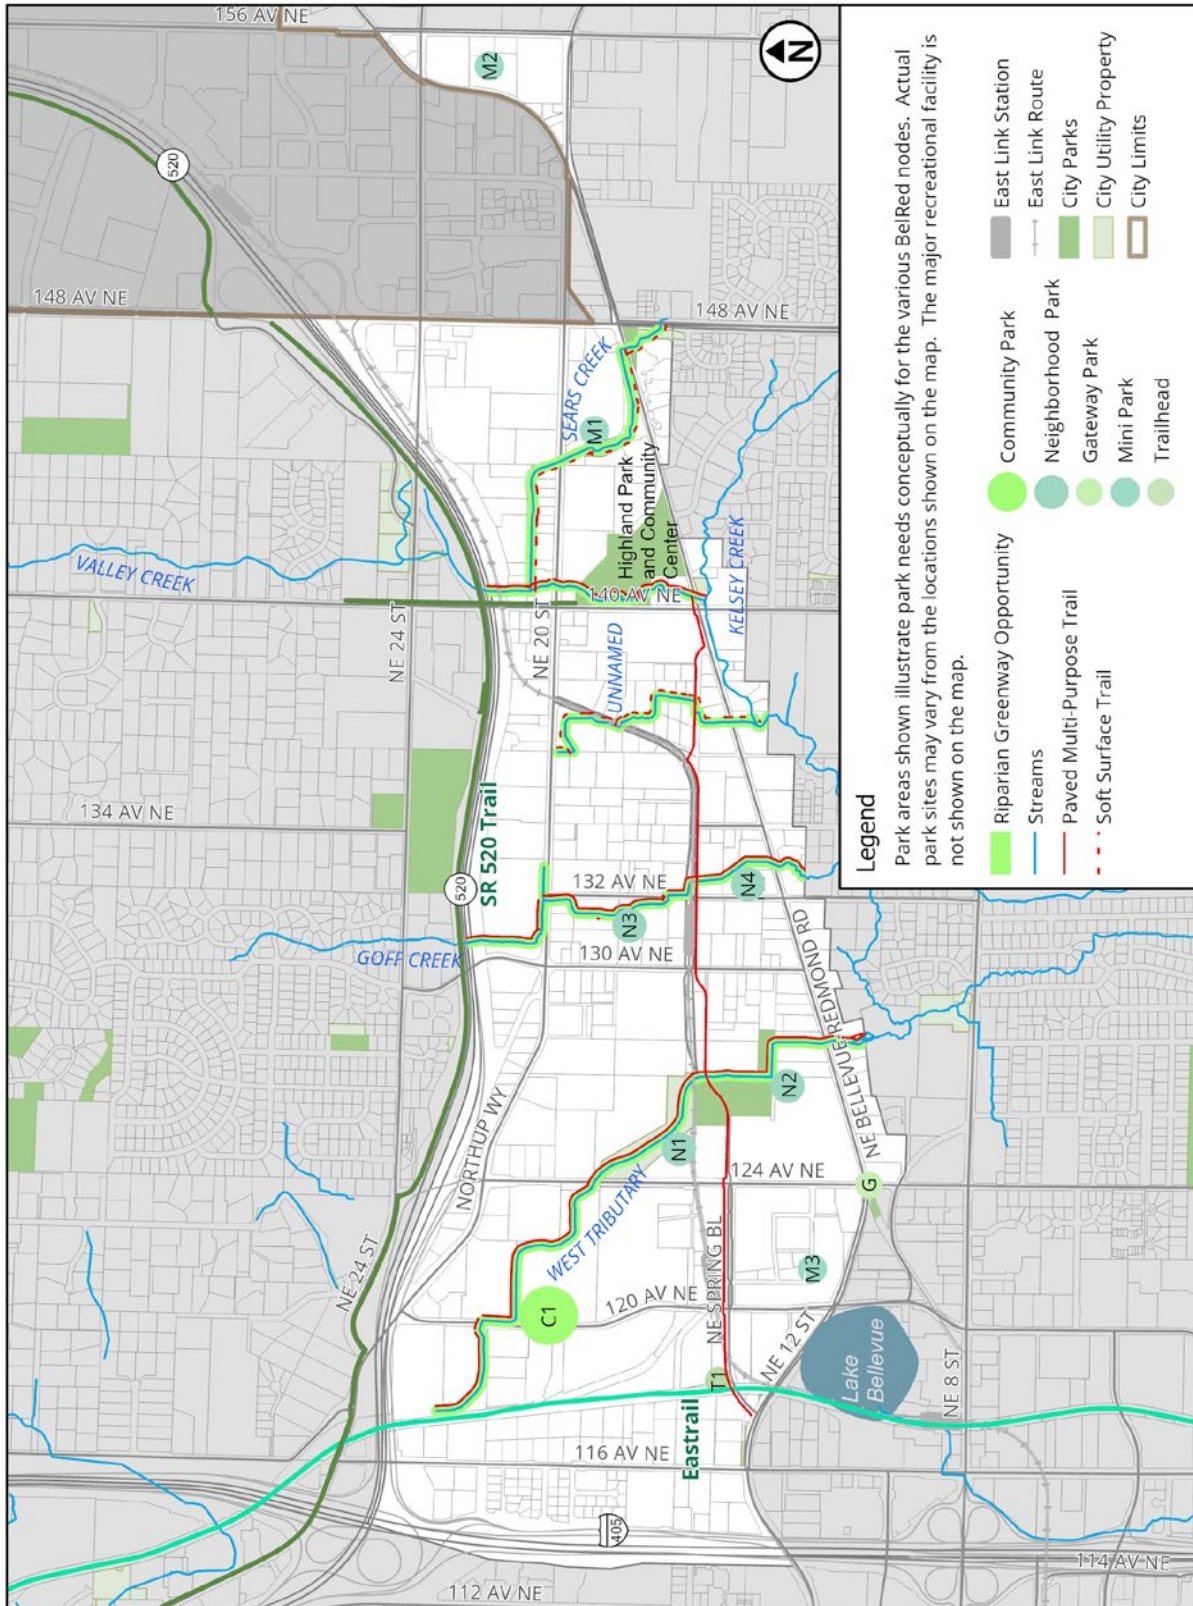 156 AV NE
M2
N
520
148 AV NE
148 AV NE
SEARS CREEK
M1
Highland Park
and Community
Center
VALLEY CREEK
140 AV NE
NE 24 ST
NE 20 ST
UNNAMED
KELSEY CREEK
134 AV NE
SR 520 Trail
520
132 AV NE
N4
N3
GOFF CREEK
130 AV NE
NE BELLEVUE-REDMOND RD
NORTHUP WY
N2
N1
WEST TRIBUTARY
124 AV NE
G
NE 24 ST
C1
120 AV NE
NE SPRING BL
M3
NE 12 ST
T1
Lake
Bellevue
NE 8 ST
Eastrail
116 AV NE
405
114 AV NE
112 AV NE
Legend
Park areas shown illustrate park needs conceptually for the various BelRed nodes. Actual
park sites may vary from the locations shown on the map. The major recreational facility is
not shown on the map.
Riparian Greenway Opportunity
Streams
Paved Multi-Purpose Trail
Soft Surface Trail
Community Park
Neighborhood Park
Gateway Park
Mini Park
Trailhead
East Link Station
East Link Route
City Parks
City Utility Property
City Limits